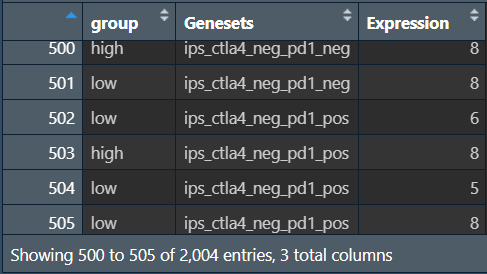 group Genesets Expression
500 high ips_ctla4_neg_pd1_neg 8
501 low ips_ctla4_neg_pd1_neg 8
502 low ips_ctla4_neg_pd1_pos 6
503 high ips_ctla4_neg_pd1_pos 8
504 low ips_ctla4_neg_pd1_pos 5
505 low ips_ctla4_neg_pd1_pos 8
Showing 500 to 505 of 2,004 entries, 3 total columns